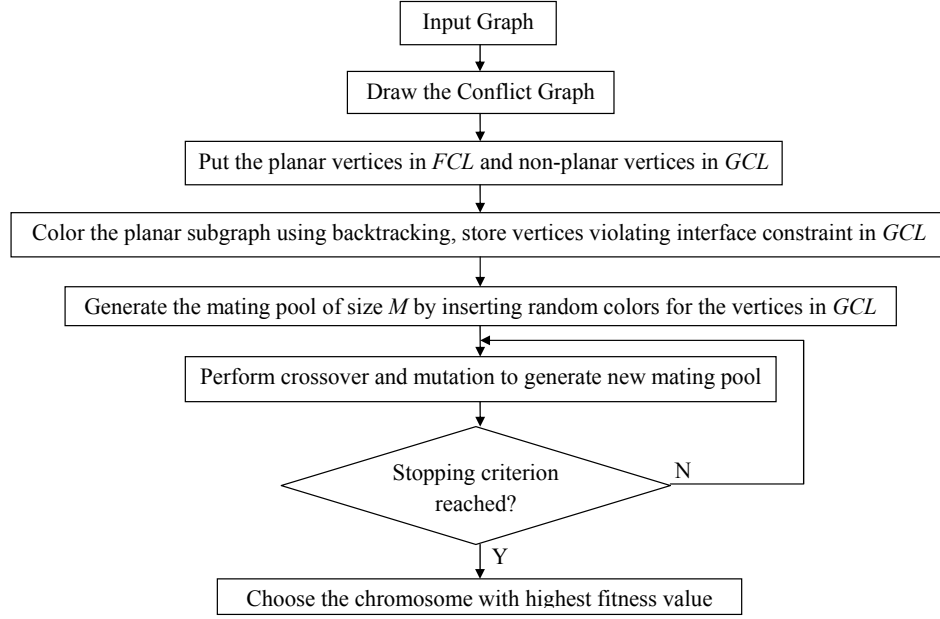 Input Graph
Draw the Conflict Graph
Put the planar vertices in FCL and non-planar vertices in GCL
Color the planar subgraph using backtracking, store vertices violating interface constraint in GCL
Generate the mating pool of size M by inserting random colors for the vertices in GCL
Perform crossover and mutation to generate new mating pool
Stopping criterion
reached?
N
Y
Choose the chromosome with highest fitness value